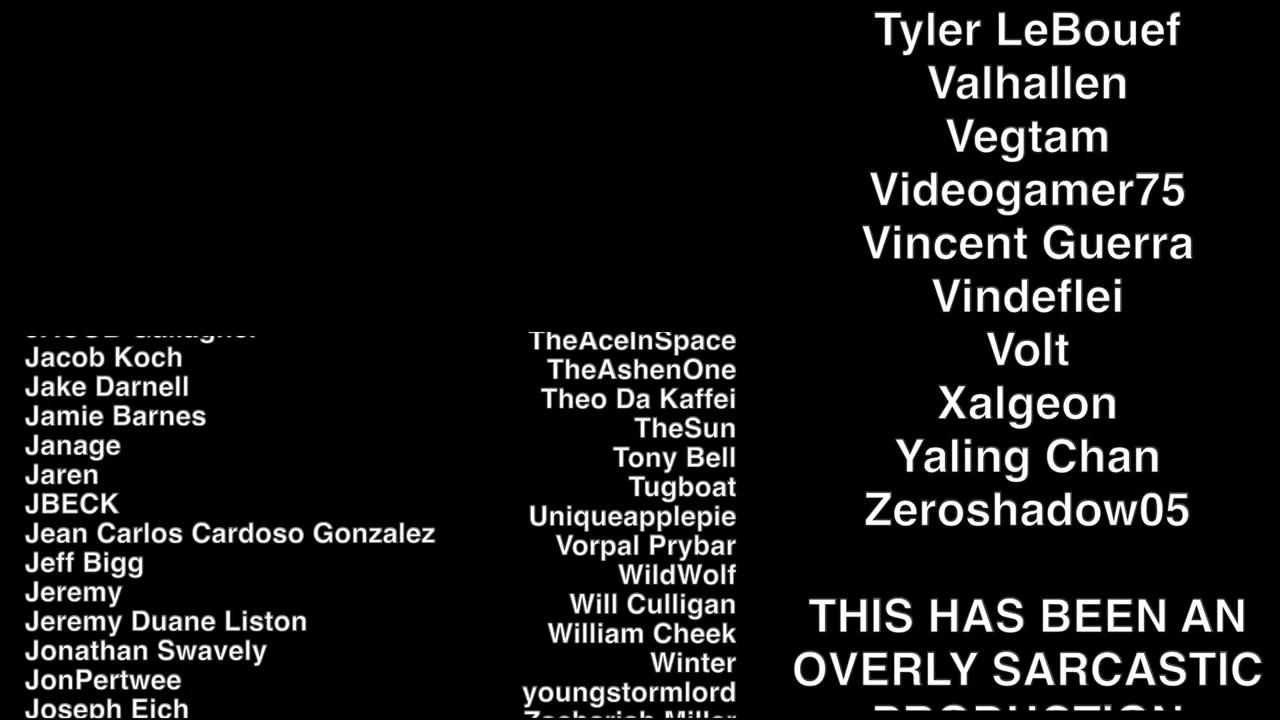 Jacob Koch
Jake Darnell
Jamie Barnes
Janage
Jaren
JBECK
Jean Carlos Cardoso Gonzalez
Jeff Bigg
Jeremy
Jeremy Duane Liston
Jonathan Swavely
JonPertwee
Joseph Eich
TheAceInSpace
TheAshenOne
Theo Da Kaffei
TheSun
Tony Bell
Tugboat
Uniqueapplepie
Vorpal Prybar
WildWolf
Will Culligan
William Cheek
Winter
youngstormlord
Tyler LeBouef
Valhallen
Vegtam
Videogamer75
Vincent Guerra
Vindeflei
Volt
Xalgeon
Yaling Chan
Zeroshadow05
THIS HAS BEEN AN
OVERLY SARCASTIC
PRODUCTION